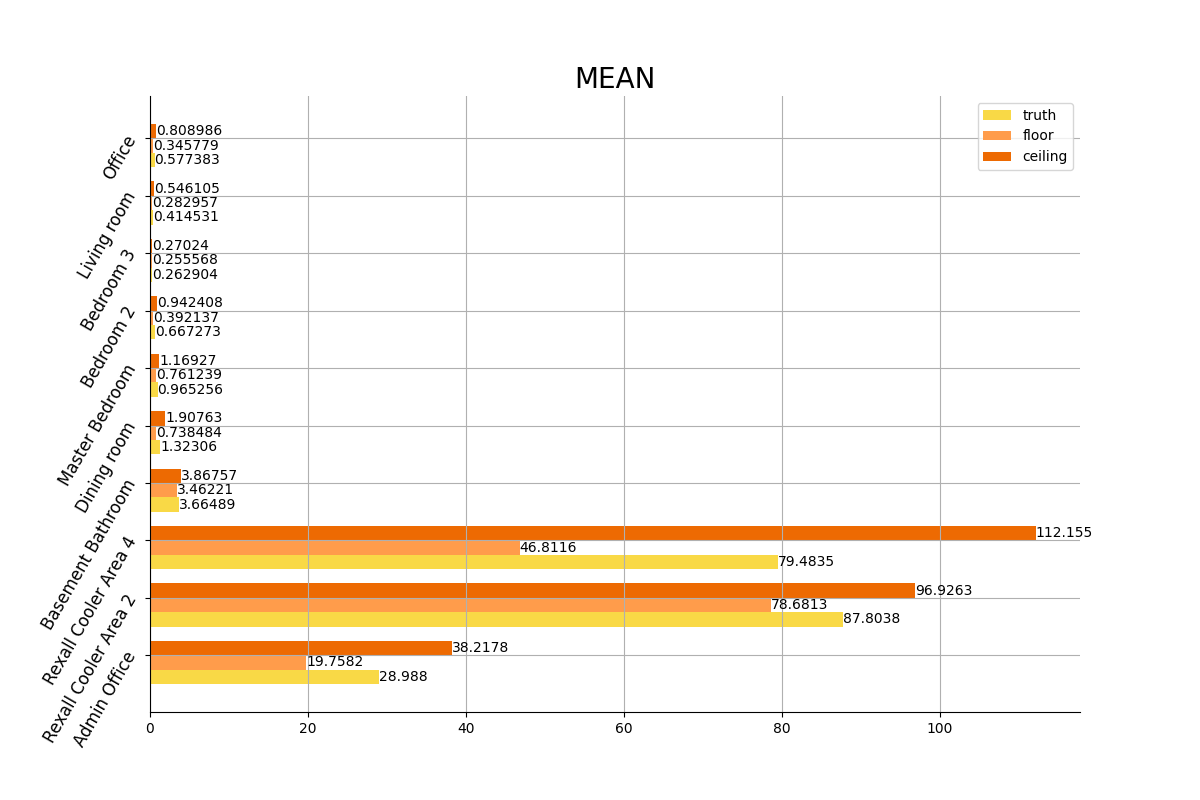 MEAN
truth
floor
ceiling
Office
0.808986
0.345779
0.577383
Living room
0.546105
0.282957
0.414531
Bedroom 3
0.27024
0.255568
0.262904
Bedroom 2
0.942408
0.392137
0.667273
Master Bedroom
1.16927
0.761239
0.965256
Dining room
1.90763
0.738484
1.32306
Basement Bathroom
3.86757
3.46221
3.66489
Rexall Cooler Area 4
112.155
46.8116
79.4835
Rexall Cooler Area 2
96.9263
78.6813
87.8038
Admin Office
38.2178
19.7582
28.988
0 20 40 60 80 100